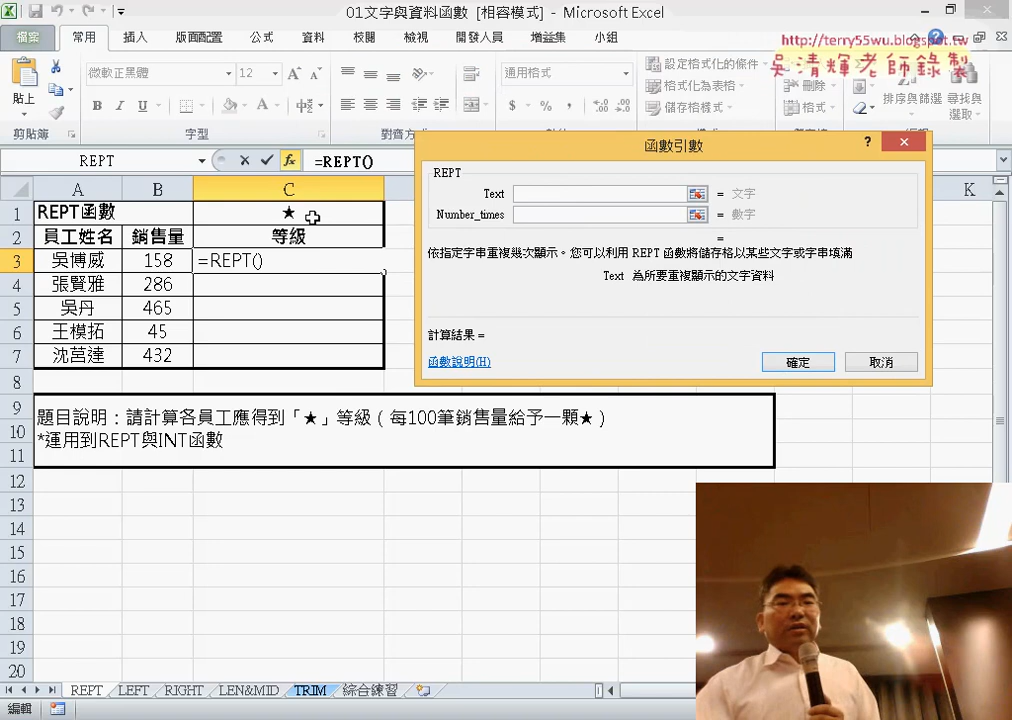 01文字與資料函數 [相容模式] - Microsoft Excel
檔案 常用 插入 版面配置 公式 資料 校閱 檢視 開發人員 增益集 小組
http://terry55wu.blogspot.tw
吳清輝老師錄製
貼上 微軟正黑體 12 通用格式 設定格式化的條件
B I U A 中 $ % , 格式化為表格 刪除 排序與篩選 尋找與
儲存格樣式 格式 選取
剪貼簿 字型 對齊方式
REPT fx =REPT()
A B C K
1 REPT函數 ★
2 員工姓名 銷售量 等級
3 吳博威 158 =REPT()
4 張賢雅 286
5 吳丹 465
6 王模拓 45
7 沈莒達 432
8
9
題目說明：請計算各員工應得到「★」等級（每100筆銷售量給予一顆★）
10
*運用到REPT與INT函數
11
12
13
14
15
16
17
18
19
20
函數引數
?
REPT
Text = 文字
Number_times = 數字
=
依指定字串重複幾次顯示。您可以利用 REPT 函數將儲存格以某些文字或字串填滿
Text 為所要重複顯示的文字資料
計算結果 =
函數說明(H) 確定 取消
REPT LEFT RIGHT LEN&MID TRIM 綜合練習
編輯